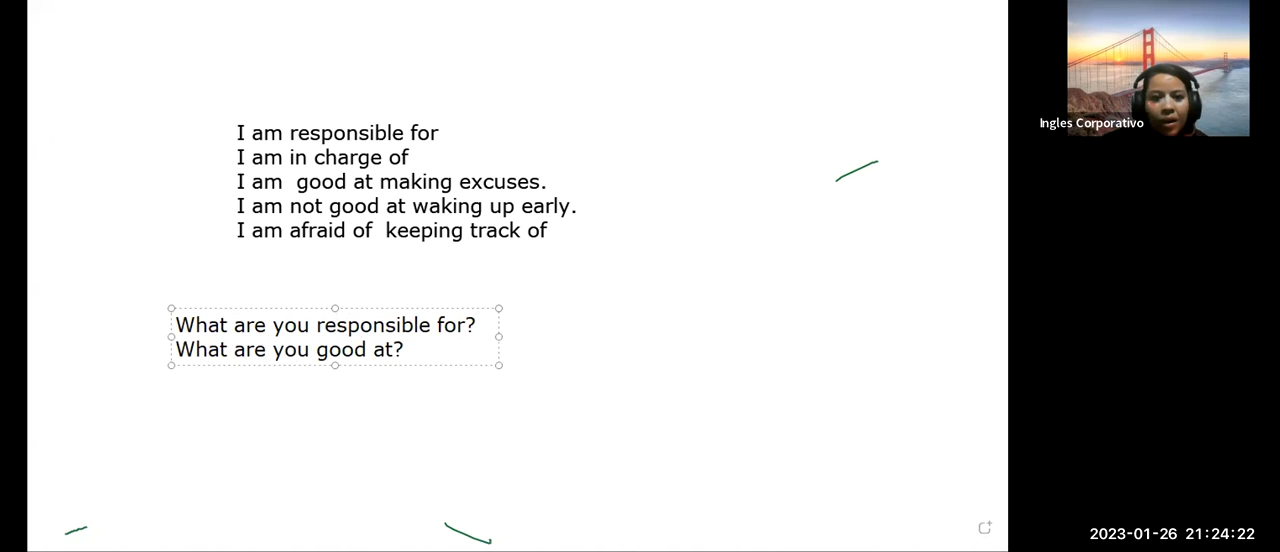 I am responsible for
I am in charge of
I am  good at making excuses.
I am not good at waking up early.
I am afraid of  keeping track of
What are you responsible for?
What are you good at?
Ingles Corporativo
2023-01-26 21:24:22